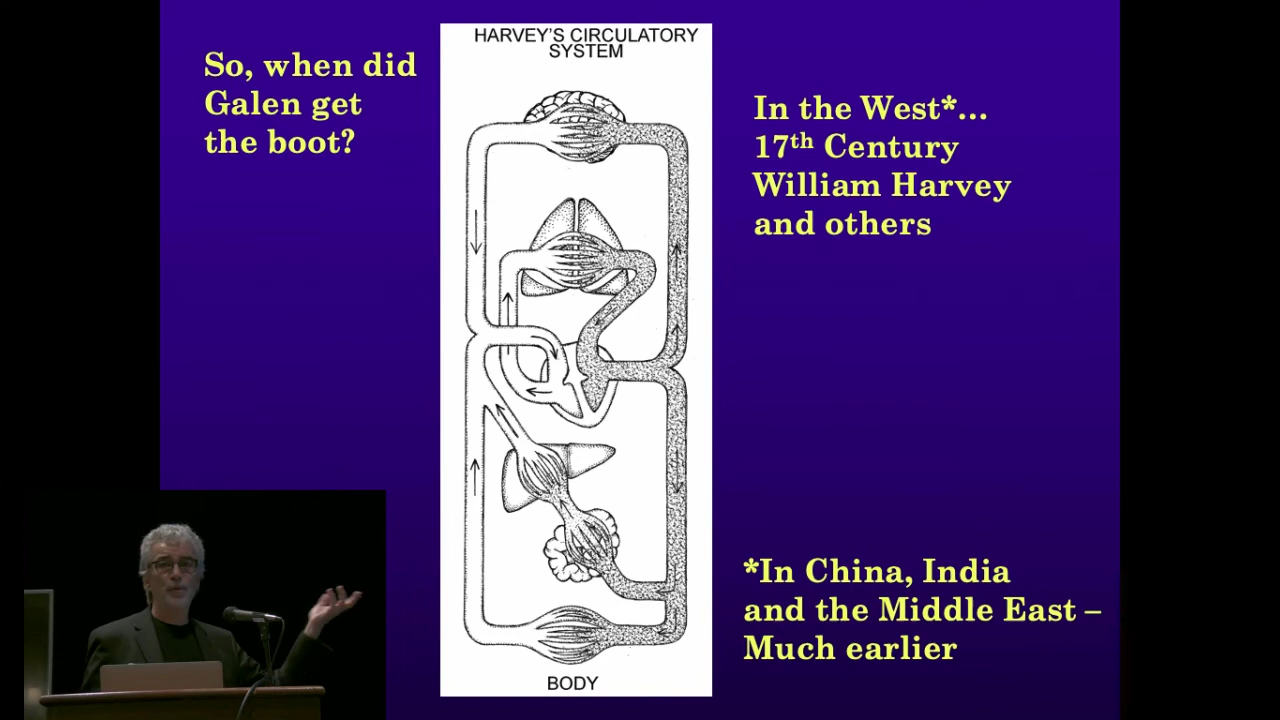 So, when did
Galen get
the boot?
HARVEY'S CIRCULATORY
SYSTEM
In the West*...
17th Century
William Harvey
and others
*In China, India
and the Middle East –
Much earlier
BODY